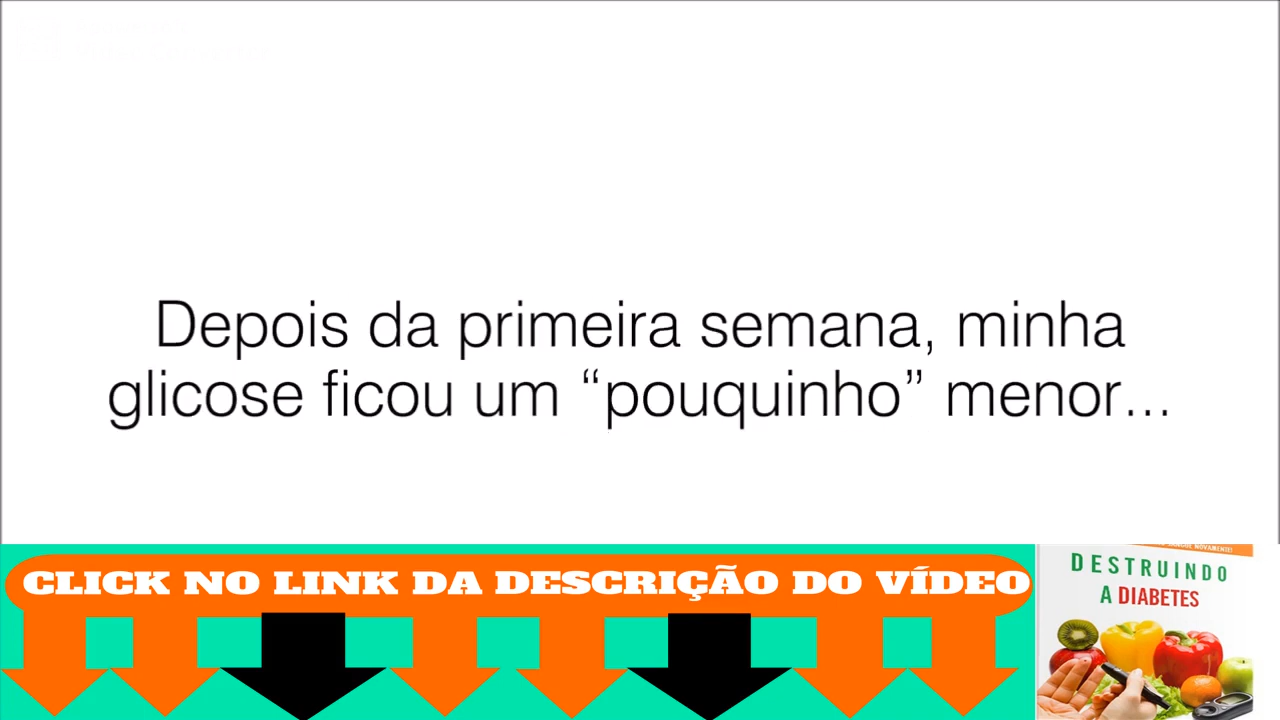 Depois da primeira semana, minha
glicose ficou um “pouquinho” menor...
CLICK NO LINK DA DESCRIÇÃO DO VÍDEO
NOVAMENTE!
DESTRUINDO
A DIABETES